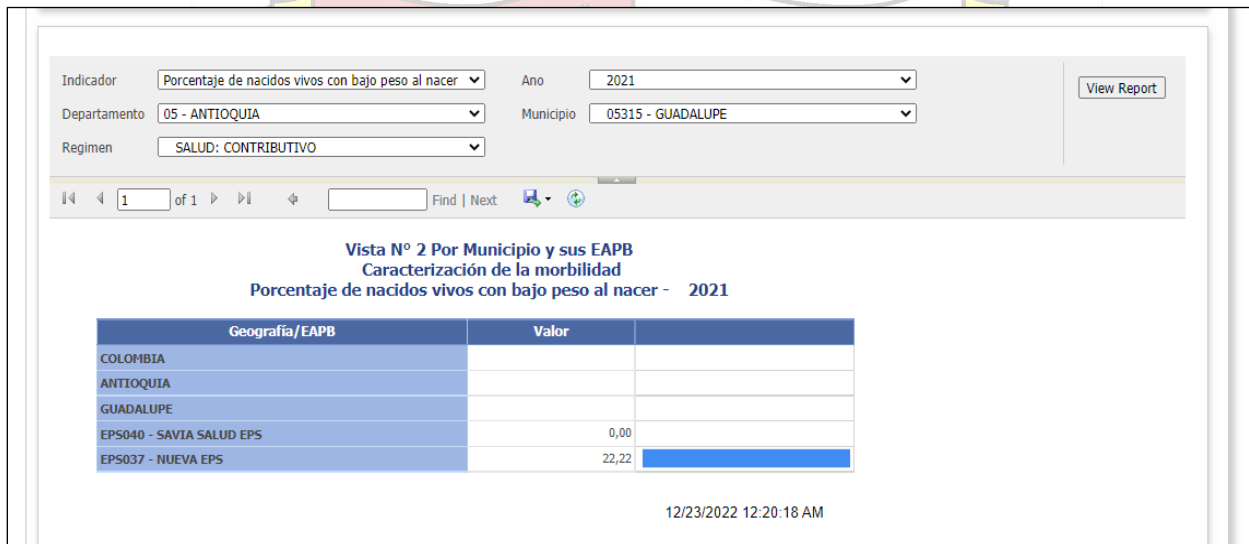 Indicador Porcentaje de nacidos vivos con bajo peso al nacer Ano 2021 View Report
Departamento 05 - ANTIOQUIA Municipio 05315 - GUADALUPE
Regimen SALUD: CONTRIBUTIVO
1 of 1 Find | Next
Vista N° 2 Por Municipio y sus EAPB
Caracterización de la morbilidad
Porcentaje de nacidos vivos con bajo peso al nacer - 2021
Geografía/EAPB Valor
COLOMBIA
ANTIOQUIA
GUADALUPE
EPS040 - SAVIA SALUD EPS 0,00
EPS037 - NUEVA EPS 22,22
12/23/2022 12:20:18 AM